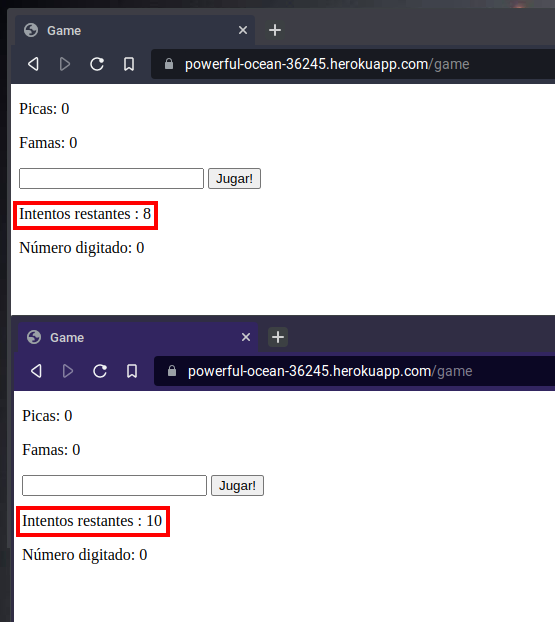 Game
powerful-ocean-36245.herokuapp.com/game
Picas: 0
Famas: 0
Jugar!
Intentos restantes : 8
Número digitado: 0
Game
powerful-ocean-36245.herokuapp.com/game
Picas: 0
Famas: 0
Jugar!
Intentos restantes : 10
Número digitado: 0